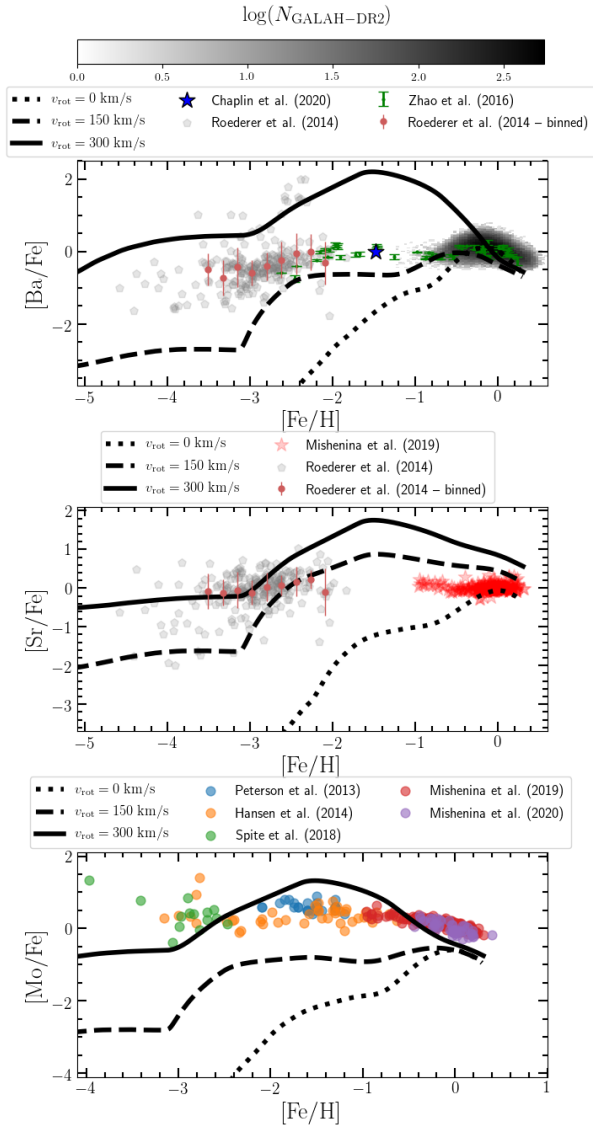 log(N_GALAH−DR2)
0.0 0.5 1.0 1.5 2.0 2.5
v_rot = 0 km/s Chaplin et al. (2020) Zhao et al. (2016)
v_rot = 150 km/s Roederer et al. (2014) Roederer et al. (2014 – binned)
v_rot = 300 km/s
2
0
−2
[Ba/Fe]
−5 −4 −3 −2 −1 0
[Fe/H]
v_rot = 0 km/s Mishenina et al. (2019)
v_rot = 150 km/s Roederer et al. (2014)
v_rot = 300 km/s Roederer et al. (2014 – binned)
2
1
0
−1
−2
−3
[Sr/Fe]
−5 −4 −3 −2 −1 0
[Fe/H]
v_rot = 0 km/s Peterson et al. (2013) Mishenina et al. (2019)
v_rot = 150 km/s Hansen et al. (2014) Mishenina et al. (2020)
v_rot = 300 km/s Spite et al. (2018)
2
0
−2
−4
[Mo/Fe]
−4 −3 −2 −1 0 1
[Fe/H]